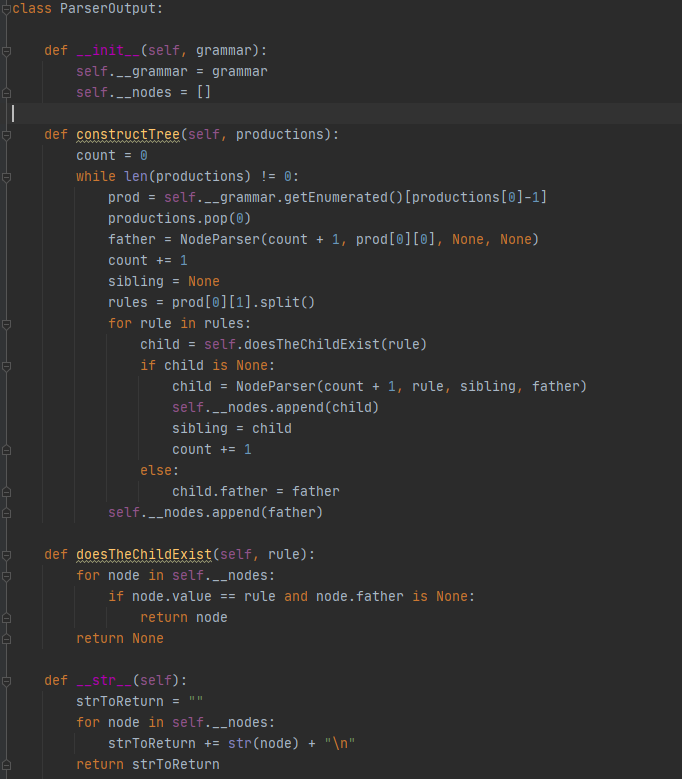 class ParserOutput:
    def __init__(self, grammar):
        self.__grammar = grammar
        self.__nodes = []
    def constructTree(self, productions):
        count = 0
        while len(productions) != 0:
            prod = self.__grammar.getEnumerated()[productions[0]-1]
            productions.pop(0)
            father = NodeParser(count + 1, prod[0][0], None, None)
            count += 1
            sibling = None
            rules = prod[0][1].split()
            for rule in rules:
                child = self.doesTheChildExist(rule)
                if child is None:
                    child = NodeParser(count + 1, rule, sibling, father)
                    self.__nodes.append(child)
                    sibling = child
                    count += 1
                else:
                    child.father = father
            self.__nodes.append(father)
    def doesTheChildExist(self, rule):
        for node in self.__nodes:
            if node.value == rule and node.father is None:
                return node
        return None
    def __str__(self):
        strToReturn = ""
        for node in self.__nodes:
            strToReturn += str(node) + "\n"
        return strToReturn